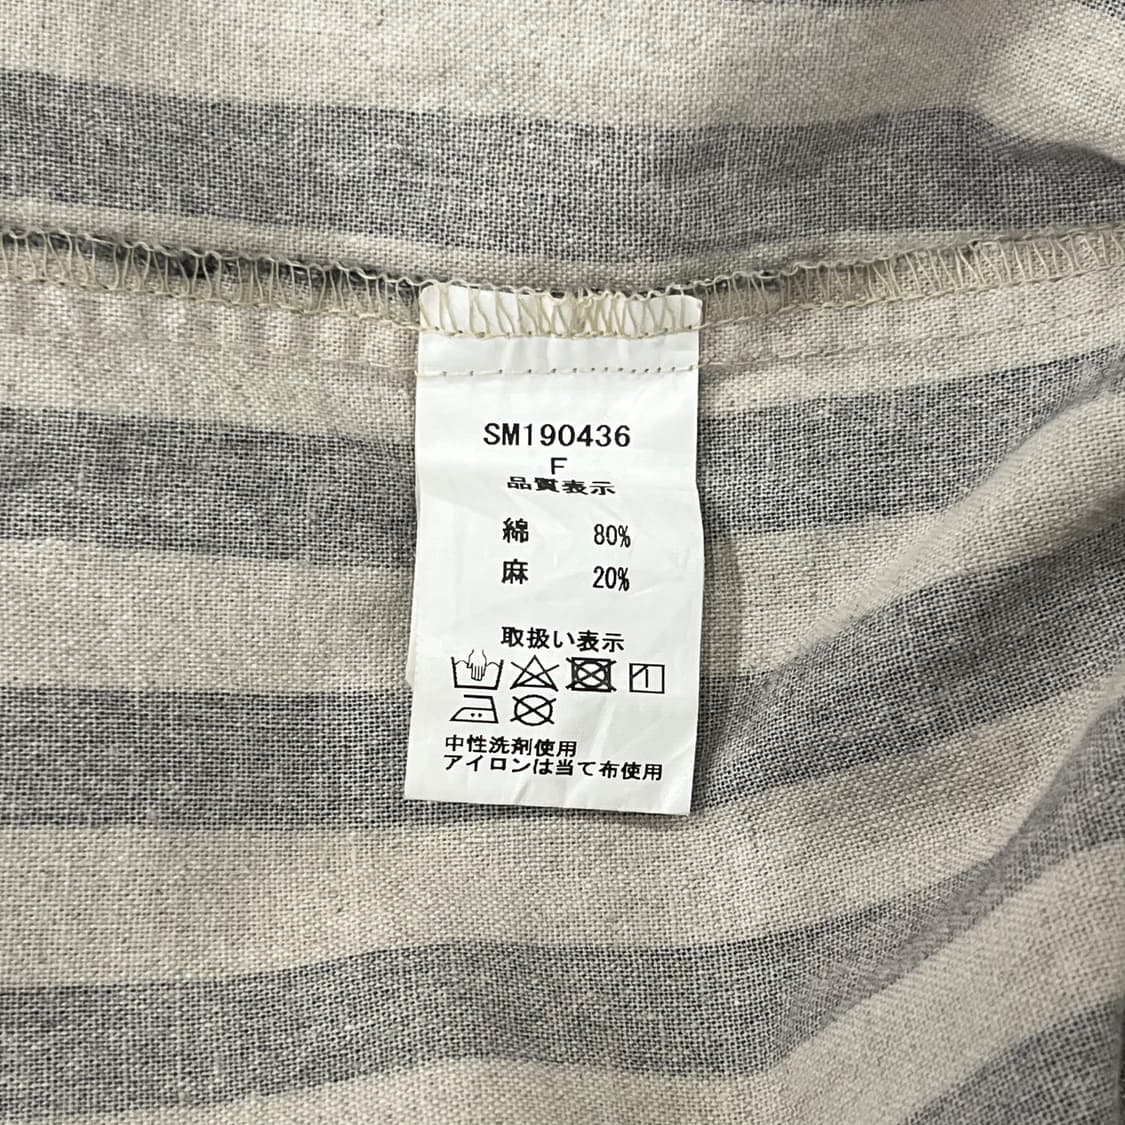 SM190436
F
品質表示
綿 80%
麻 20%
取扱い表示
中性洗剤使用
アイロンは当て布使用